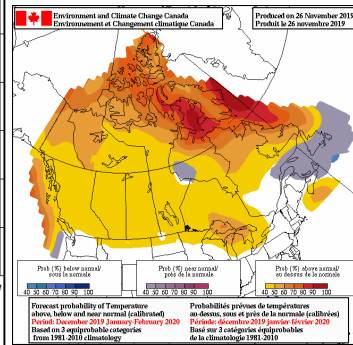 Environment and Climate Change Canada
Environnement et Changement climatique Canada
Produced on 26 November 2019
Produit le 26 novembre 2019
Prob (%) below normal/
sous la normale
40 50 60 70 80 90 100
Prob (%) near normal/
près de la normale
40 50 60 70 80 90 100
Prob (%) above normal/
au dessus de la normale
40 50 60 70 80 90 100
Forecast probability of Temperature
above, below and near normal (calibrated)
Period: December 2019 January-February 2020
Based on 3 equiprobable categories
from 1981-2010 climatology
Probabilités prévues de températures
au-dessus, sous et près de la normale (calibrées)
Période: décembre 2019 janvier-février 2020
Basé sur 3 catégories équiprobables
de la climatologie 1981-2010